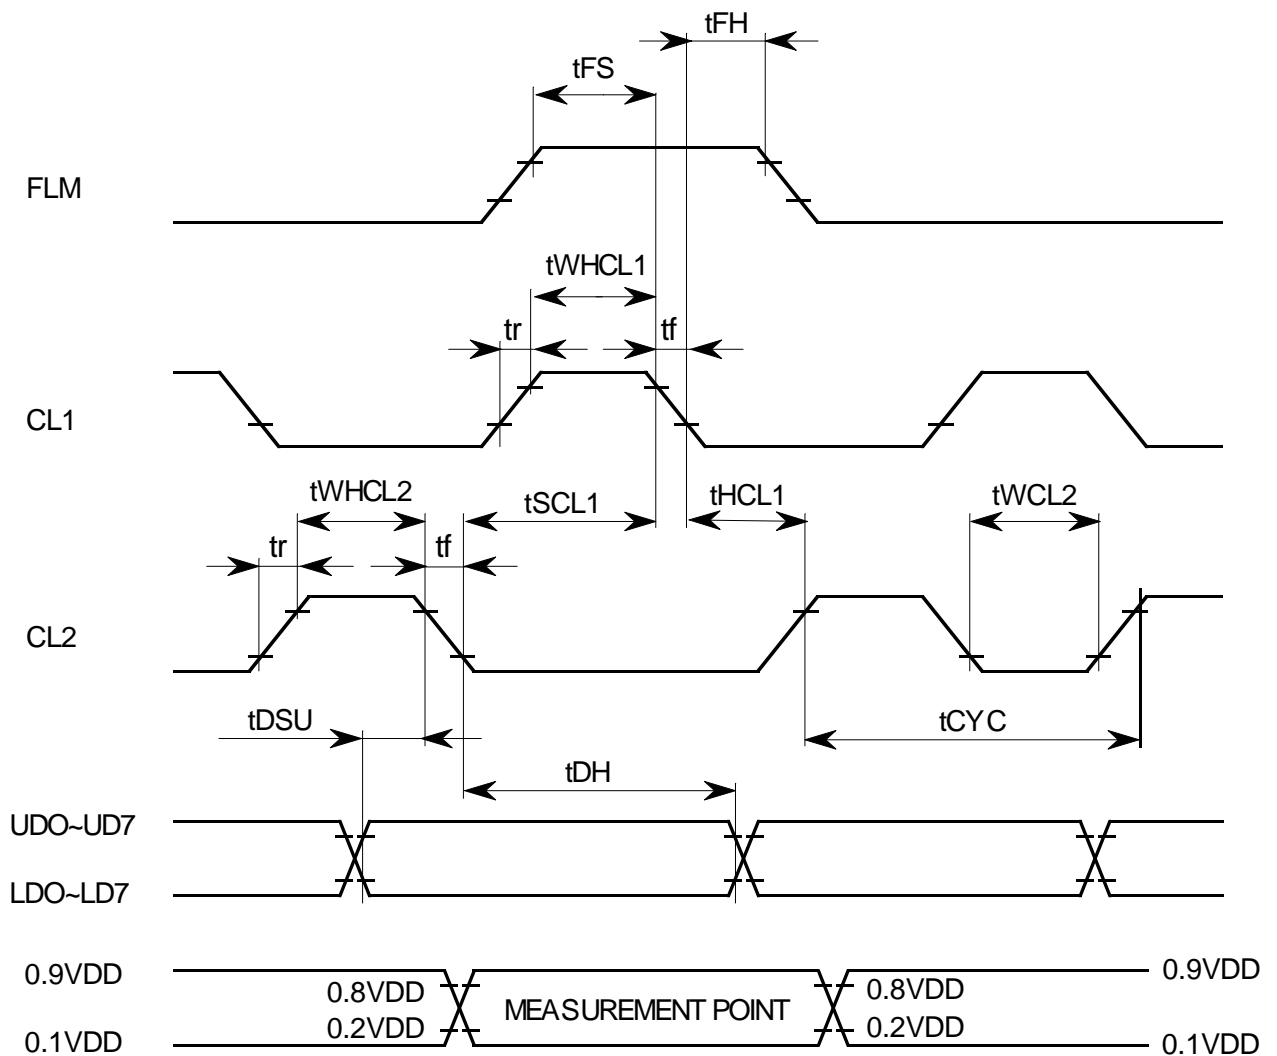 tFH
tFS
FLM
tWHCL1
tr
tf
CL1
tWHCL2
tSCL1
tHCL1
tWCL2
tr
tf
CL2
tDSU
tCYC
tDH
UDO~UD7
LDO~LD7
0.9VDD
0.9VDD
0.8VDD
0.8VDD
MEASUREMENT POINT
0.2VDD
0.2VDD
0.1VDD
0.1VDD